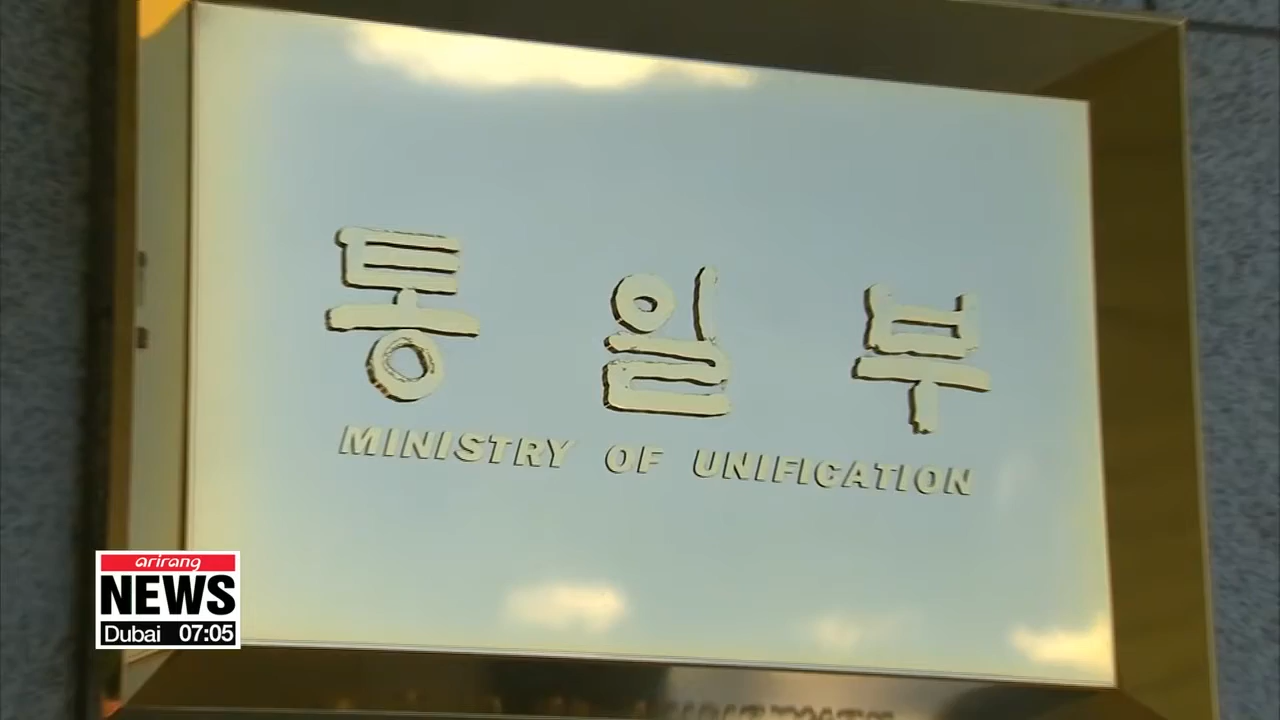 통일부
MINISTRY OF UNIFICATION
arirang
NEWS
Dubai 07:05